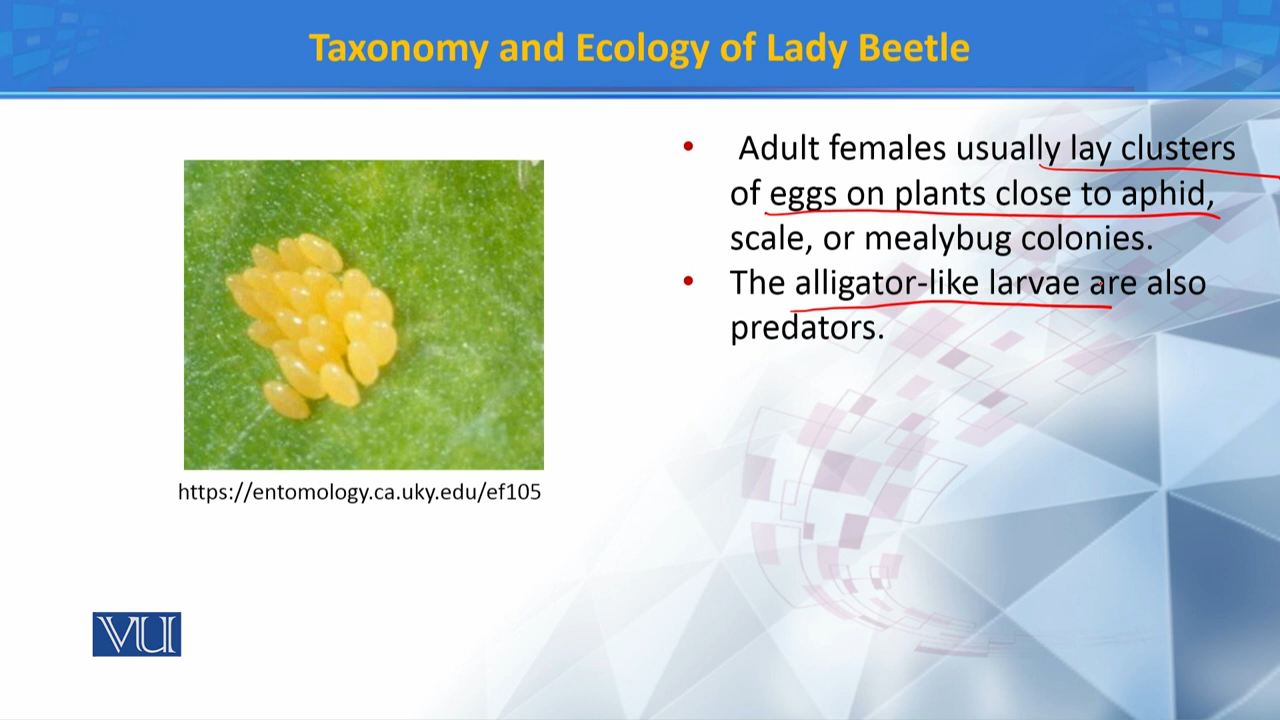 Taxonomy and Ecology of Lady Beetle
• Adult females usually lay clusters
of eggs on plants close to aphid,
scale, or mealybug colonies.
• The alligator-like larvae are also
predators.
https://entomology.ca.uky.edu/ef105
VU